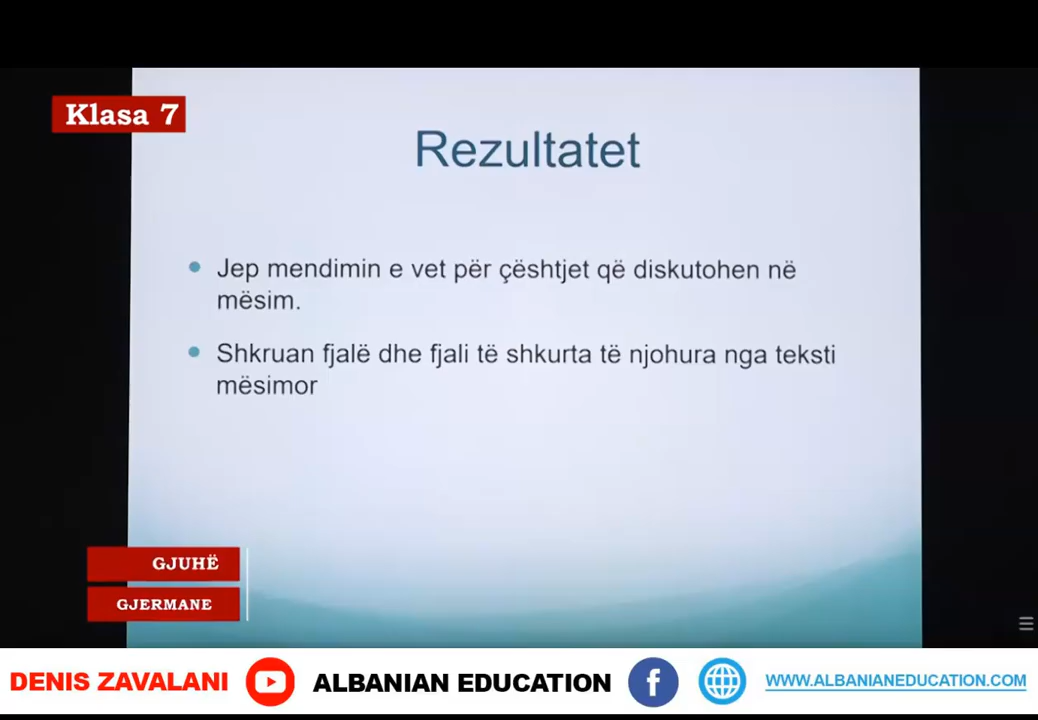 Klasa 7
Rezultatet
Jep mendimin e vet për çështjet që diskutohen në
mësim.
Shkruan fjalë dhe fjali të shkurta të njohura nga teksti
mësimor
GJUHË
GJERMANE
DENIS ZAVALANI
ALBANIAN EDUCATION
WWW.ALBANIANEDUCATION.COM